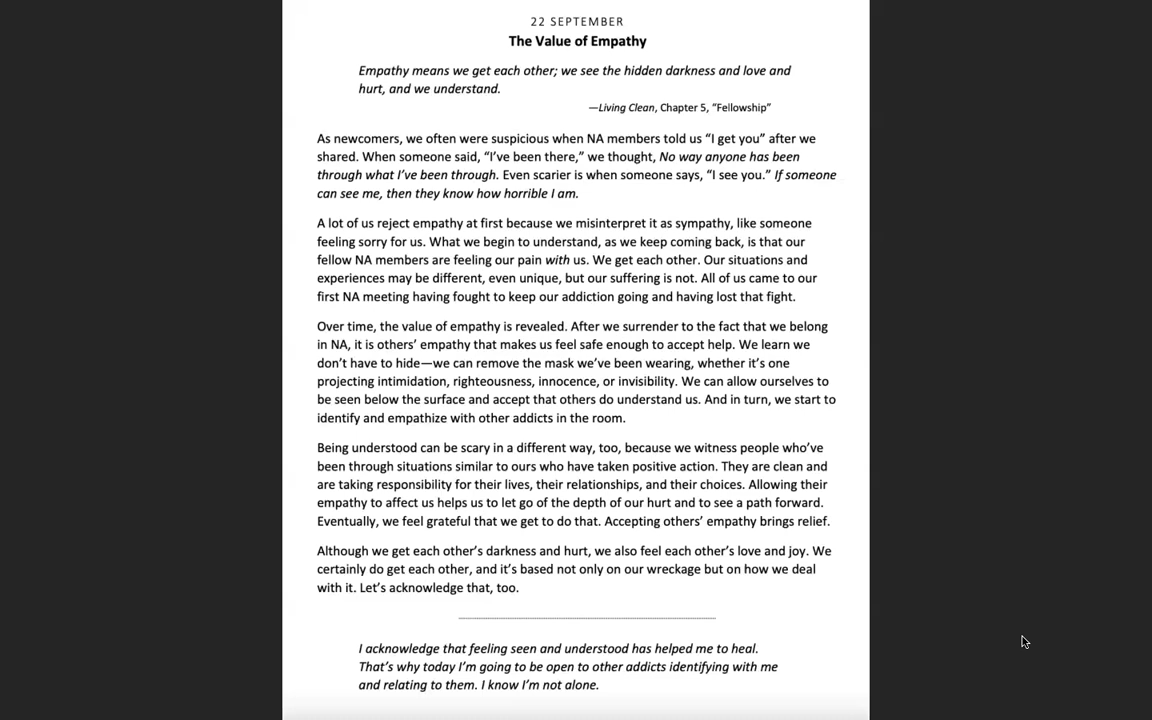 22 SEPTEMBER
The Value of Empathy
Empathy means we get each other; we see the hidden darkness and love and
hurt, and we understand.
—Living Clean, Chapter 5, “Fellowship”
As newcomers, we often were suspicious when NA members told us “I get you” after we
shared. When someone said, “I’ve been there,” we thought, No way anyone has been
through what I’ve been through. Even scarier is when someone says, “I see you.” If someone
can see me, then they know how horrible I am.
A lot of us reject empathy at first because we misinterpret it as sympathy, like someone
feeling sorry for us. What we begin to understand, as we keep coming back, is that our
fellow NA members are feeling our pain with us. We get each other. Our situations and
experiences may be different, even unique, but our suffering is not. All of us came to our
first NA meeting having fought to keep our addiction going and having lost that fight.
Over time, the value of empathy is revealed. After we surrender to the fact that we belong
in NA, it is others’ empathy that makes us feel safe enough to accept help. We learn we
don’t have to hide—we can remove the mask we’ve been wearing, whether it’s one
projecting intimidation, righteousness, innocence, or invisibility. We can allow ourselves to
be seen below the surface and accept that others do understand us. And in turn, we start to
identify and empathize with other addicts in the room.
Being understood can be scary in a different way, too, because we witness people who’ve
been through situations similar to ours who have taken positive action. They are clean and
are taking responsibility for their lives, their relationships, and their choices. Allowing their
empathy to affect us helps us to let go of the depth of our hurt and to see a path forward.
Eventually, we feel grateful that we get to do that. Accepting others’ empathy brings relief.
Although we get each other’s darkness and hurt, we also feel each other’s love and joy. We
certainly do get each other, and it’s based not only on our wreckage but on how we deal
with it. Let’s acknowledge that, too.
I acknowledge that feeling seen and understood has helped me to heal.
That’s why today I’m going to be open to other addicts identifying with me
and relating to them. I know I’m not alone.